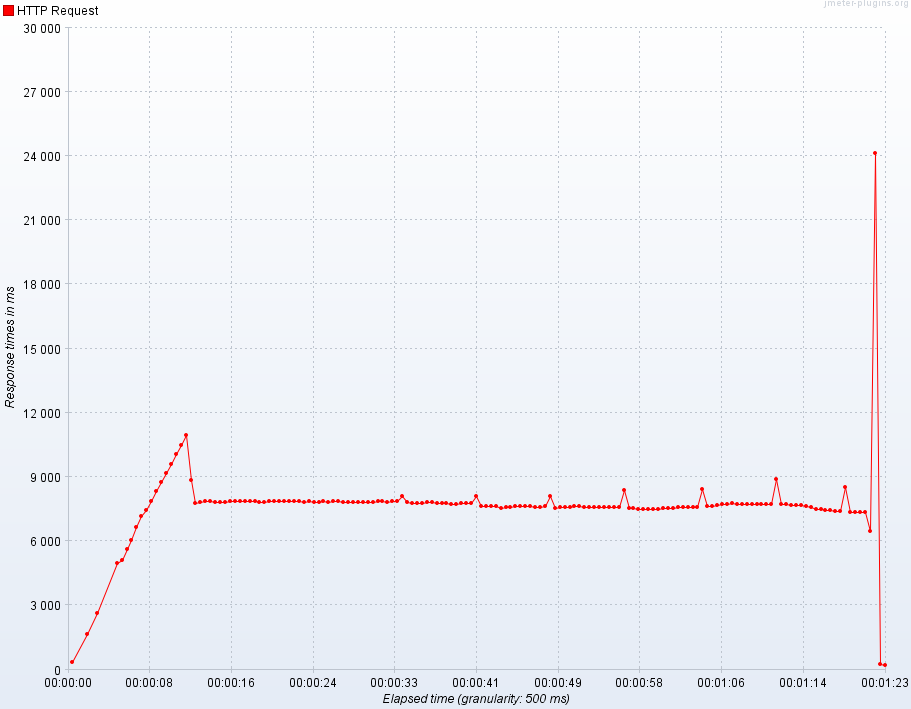 jmeter-plugins.org
HTTP Request
30 000
27 000
24 000
21 000
18 000
15 000
12 000
9 000
6 000
3 000
0
Response times in ms
00:00:00 00:00:08 00:00:16 00:00:24 00:00:33 00:00:41 00:00:49 00:00:58 00:01:06 00:01:14 00:01:23
Elapsed time (granularity: 500 ms)